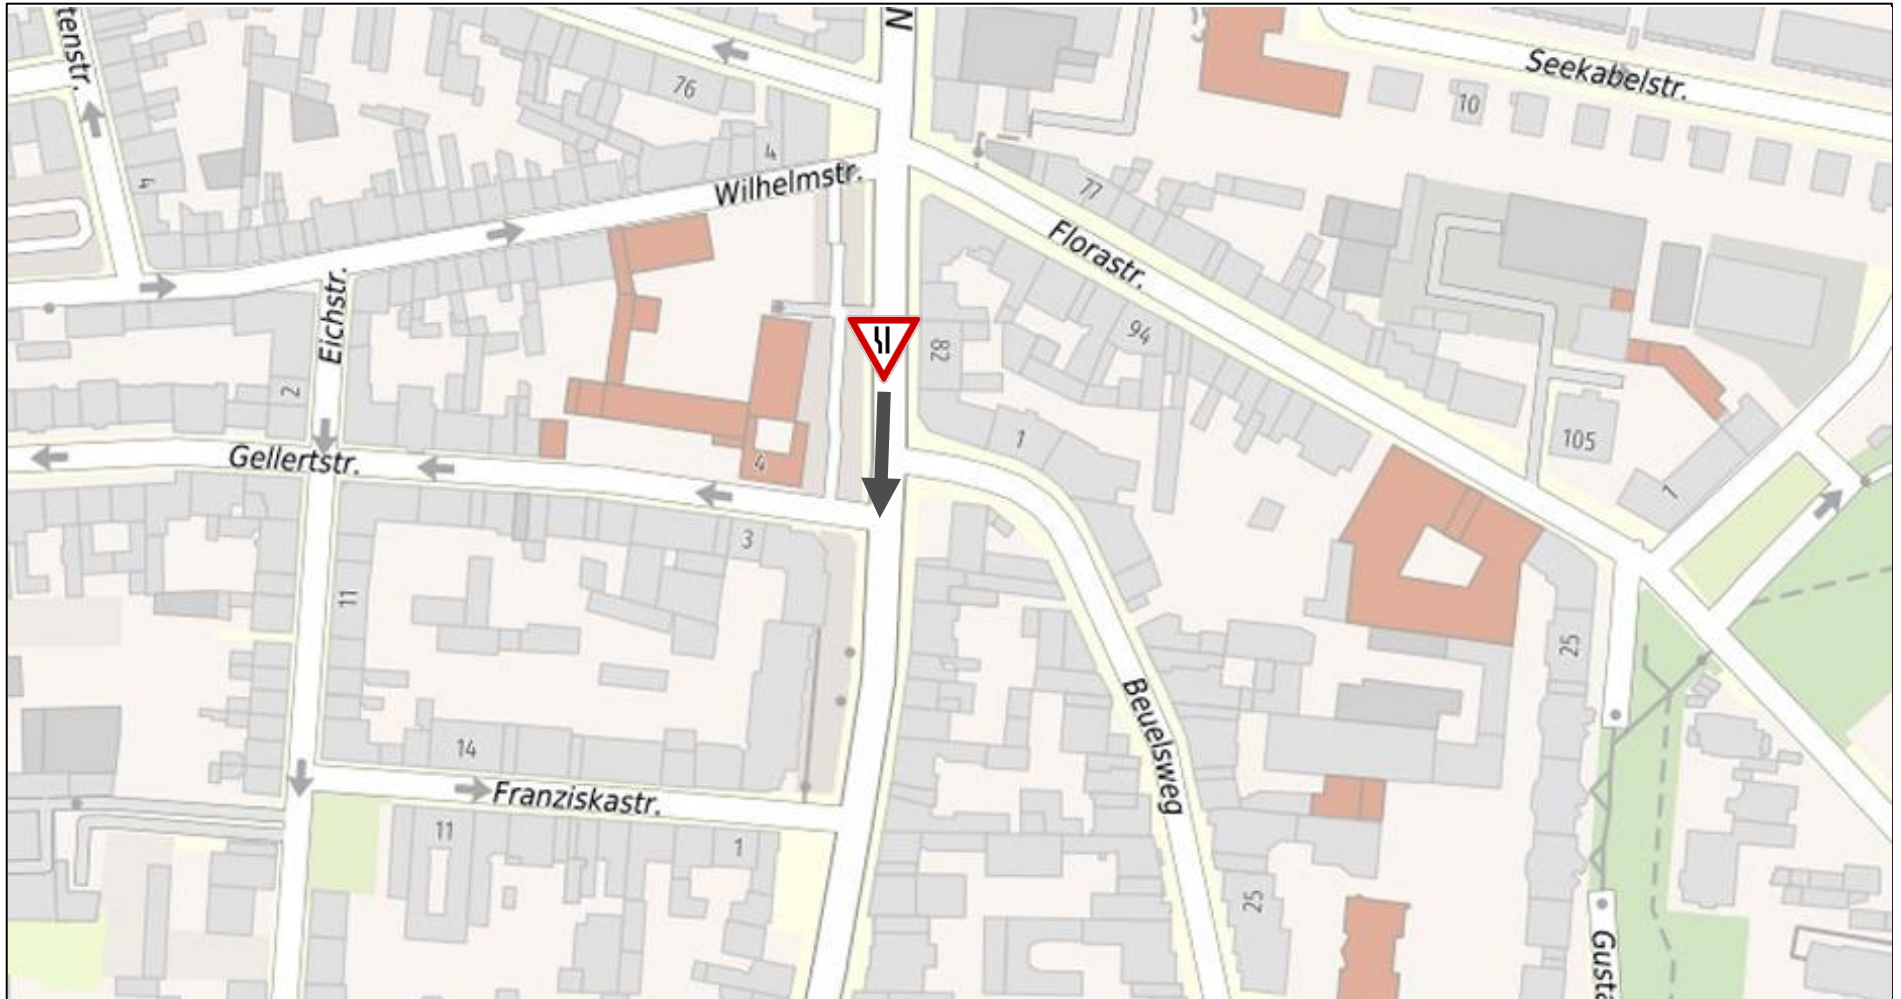 tenstr.
N
Seekabelstr.
76
10
4
4
Wilhelmstr.
77
Florastr.
Eichstr.
94
82
2
1
105
Gellertstr.
4
7
3
11
25
Beuelsweg
14
Franziskastr.
11
1
25
Gusta